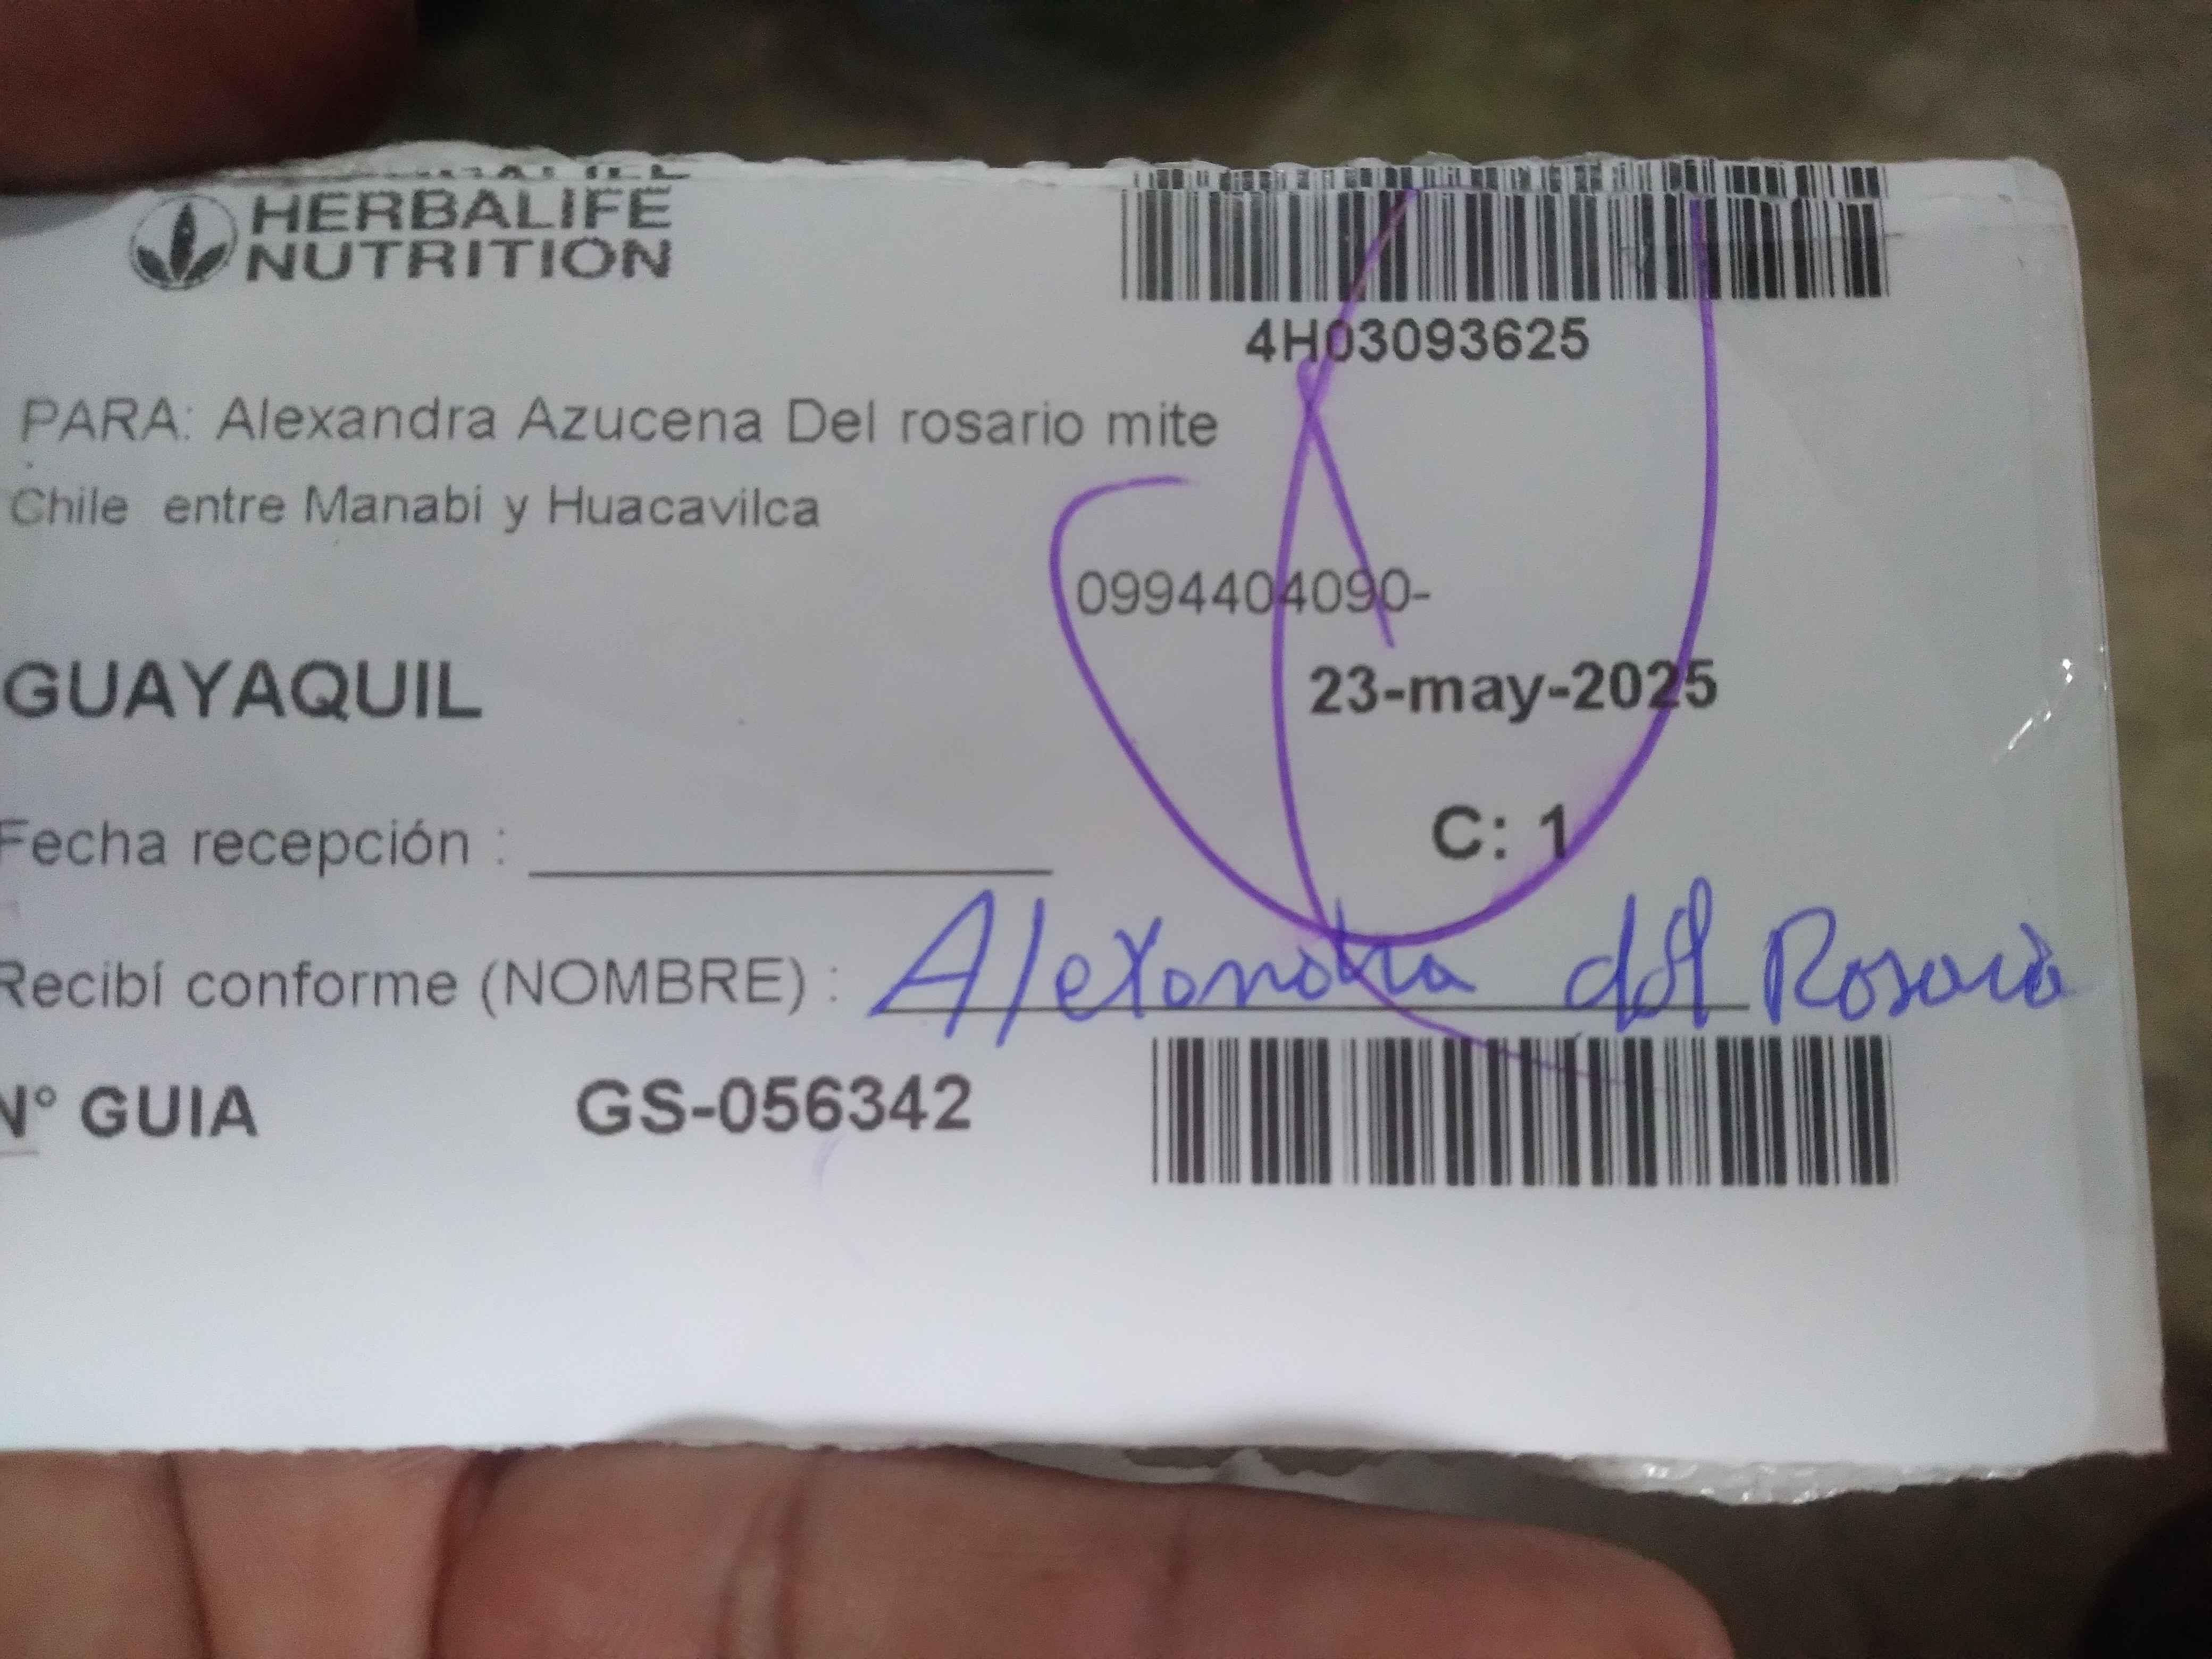 HERBALIFE
NUTRITION
4H03093625
PARA: Alexandra Azucena Del rosario mite
Chile entre Manabi y Huacavilca
0994404090-
GUAYAQUIL
23-may-2025
C: 1
Fecha recepción :
Recibí conforme (NOMBRE) : Alexandra del Rosario
N° GUIA GS-056342